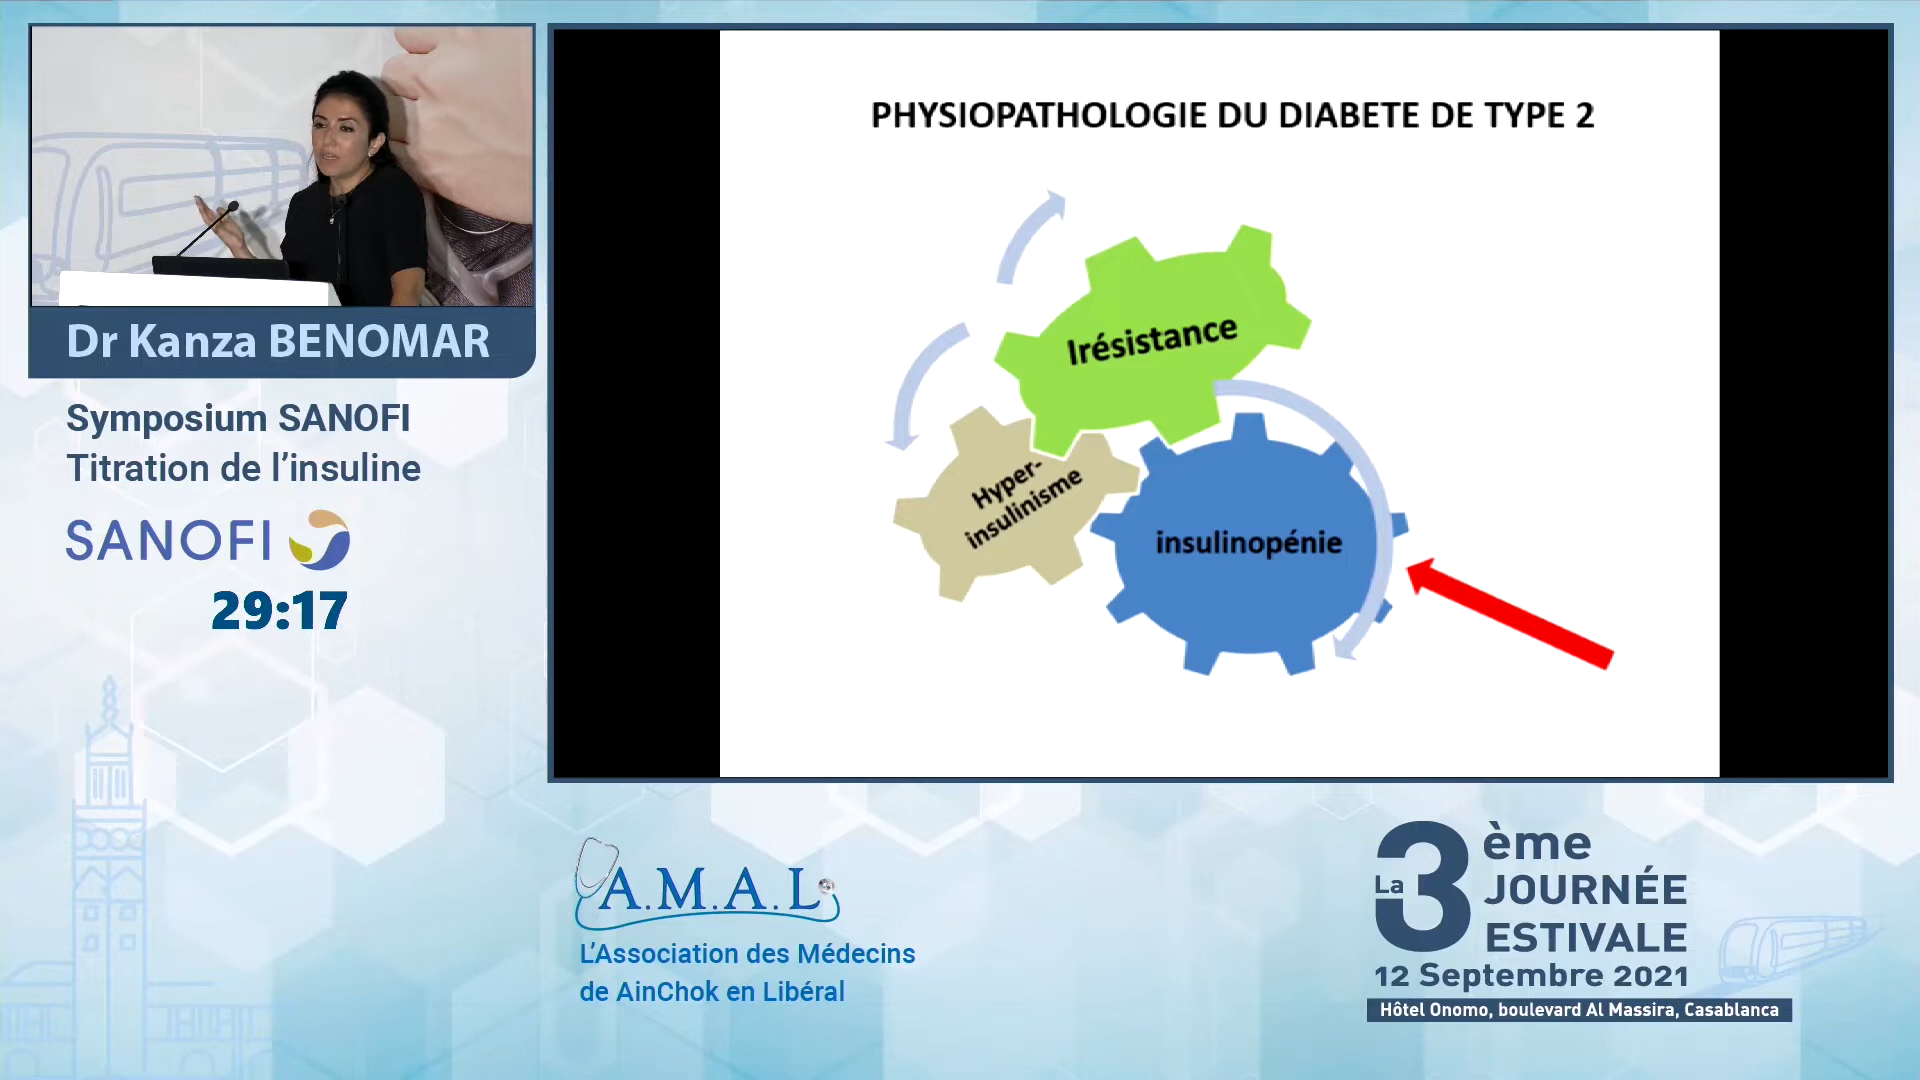 Dr Kanza BENOMAR
Symposium SANOFI
Titration de l'insuline
SANOFI
29:17
PHYSIOPATHOLOGIE DU DIABETE DE TYPE 2
Irésistance
Hyper-
insulinisme
insulinopénie
A.M.A.L
L'Association des Médecins
de AinChok en Libéral
La 3ème
JOURNÉE
ESTIVALE
12 Septembre 2021
Hôtel Onomo, boulevard Al Massira, Casablanca